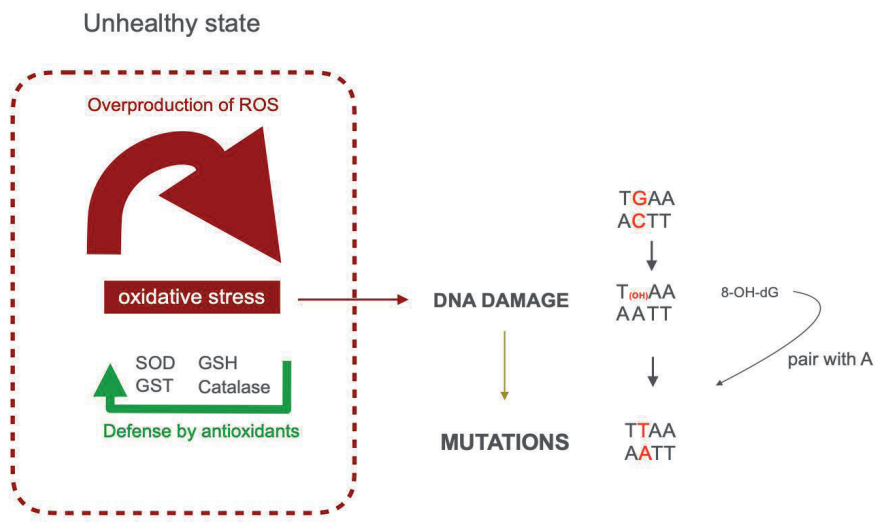 Unhealthy state
Overproduction of ROS
oxidative stress
SOD GSH
GST Catalase
Defense by antioxidants
DNA DAMAGE
MUTATIONS
TGAA
ACTT
T(OH)AA
AATT
8-OH-dG
pair with A
TTAA
AATT